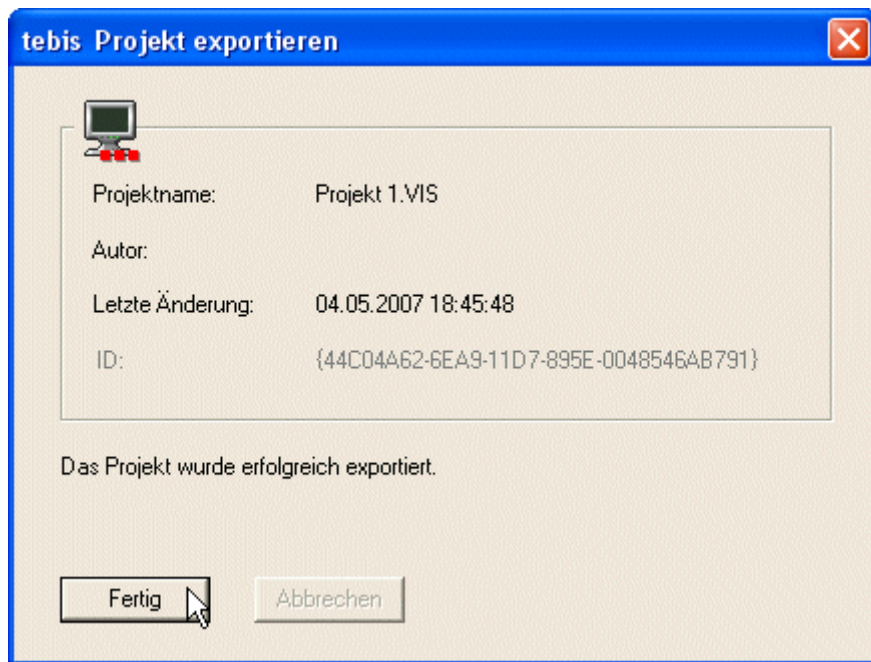 tebis Projekt exportieren
Projektname: Projekt 1.VIS
Autor:
Letzte Änderung: 04.05.2007 18:45:48
ID: {44C04A62-6EA9-11D7-895E-0048546AB791}
Das Projekt wurde erfolgreich exportiert.
Fertig Abbrechen